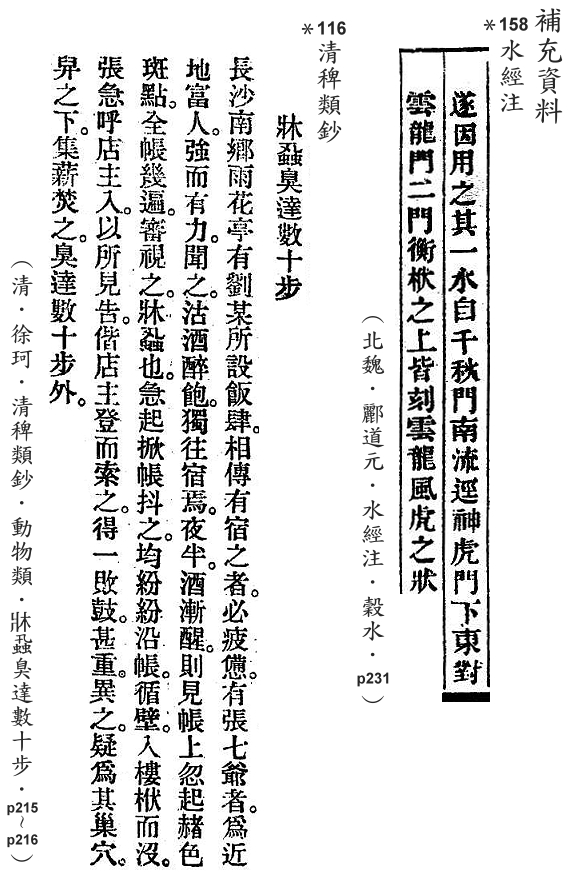 補充資料
*158 水經注
遂因用之其一水自千秋門南流逕神虎門下東對
雲龍門二門衡栿之上皆刻雲龍風虎之狀
（北魏．酈道元．水經注．穀水．p231）
*116 清稗類鈔
牀蝨臭達數十步
長沙南鄉雨花亭有劉某所設飯肆。相傳有宿之者。必疲憊。有張七爺者。爲近
地富人。強而有力。聞之。沽酒醉飽。獨往宿焉。夜半。酒漸醒。則見帳上忽起赭色
斑點。全帳幾遍。審視之。牀蝨也。急起掀帳抖之。均紛紛沿帳。循壁。入樓栿而沒。
張急呼店主入。以所見告。偕店主登而索之。得一敗鼓。甚重。異之。疑爲其巢穴。
舁之下。集薪焚之。臭達數十步外。
（清．徐珂．清稗類鈔．動物類．牀蝨臭達數十步．p215~p216）